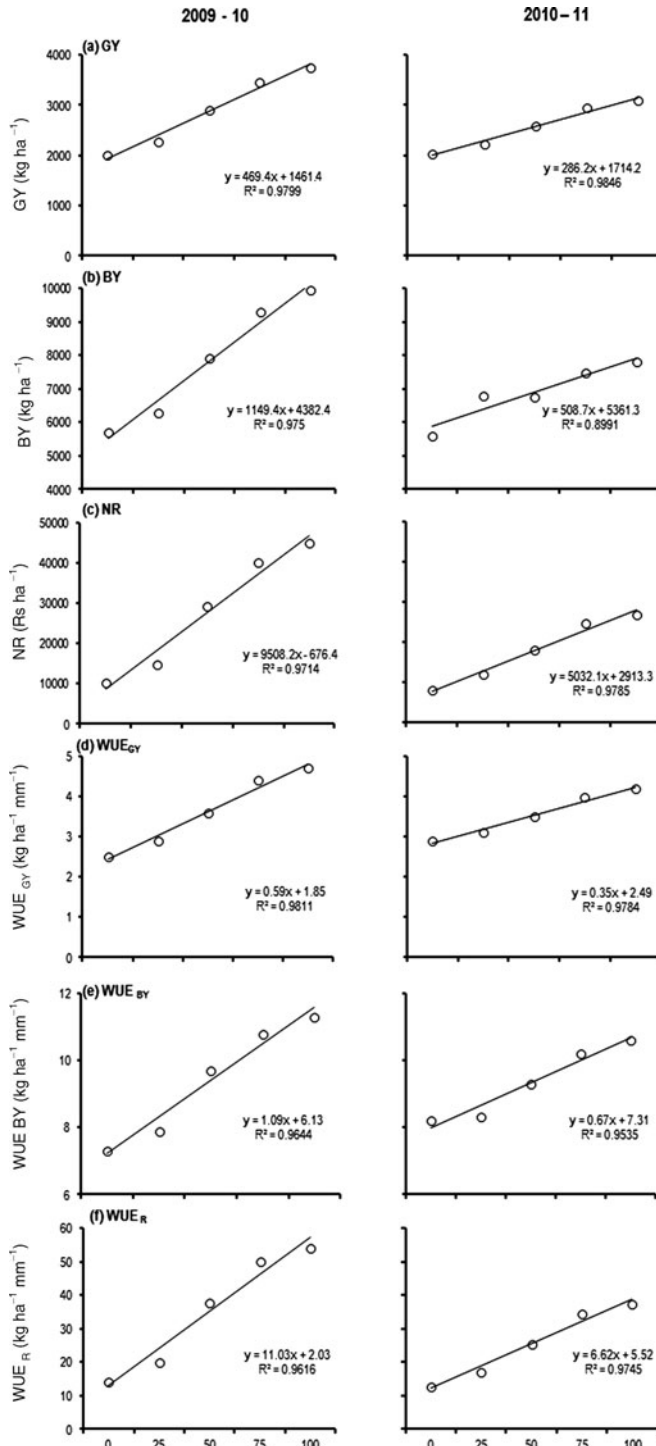 2009 - 10
2010 – 11
(a) GY
GY (kg ha⁻¹)
4000
3000
2000
1000
0
y = 469.4x + 1461.4
R² = 0.9799
y = 286.2x + 1714.2
R² = 0.9846
(b) BY
BY (kg ha⁻¹)
10000
9000
8000
7000
6000
5000
4000
y = 1149.4x + 4382.4
R² = 0.975
y = 508.7x + 5361.3
R² = 0.8991
(c) NR
NR (Rs ha⁻¹)
50000
40000
30000
20000
10000
0
y = 9508.2x - 676.4
R² = 0.9714
y = 5032.1x + 2913.3
R² = 0.9785
(d) WUE GY
WUE GY (kg ha⁻¹ mm⁻¹)
5
4
3
2
1
0
y = 0.59x + 1.85
R² = 0.9811
y = 0.35x + 2.49
R² = 0.9784
(e) WUE BY
WUE BY (kg ha⁻¹ mm⁻¹)
12
10
8
6
y = 1.09x + 6.13
R² = 0.9644
y = 0.67x + 7.31
R² = 0.9535
(f) WUE R
WUE R (kg ha⁻¹ mm⁻¹)
60
50
40
30
20
10
0
y = 11.03x + 2.03
R² = 0.9616
y = 6.62x + 5.52
R² = 0.9745
0 25 50 75 100
0 25 50 75 100